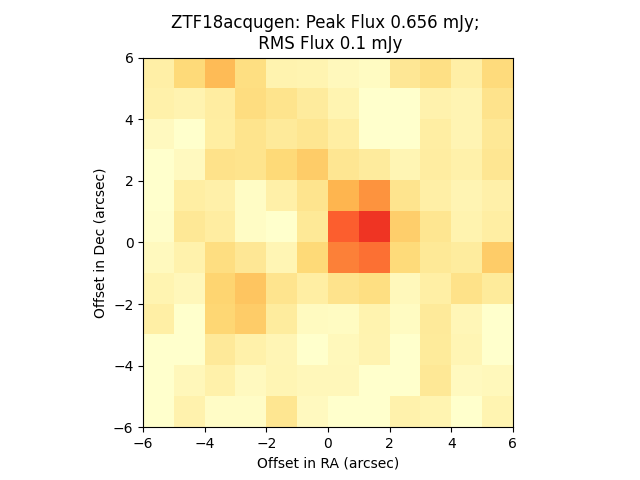 ZTF18acqugen: Peak Flux 0.656 mJy;
RMS Flux 0.1 mJy
6
4
2
0
−2
−4
−6
Offset in Dec (arcsec)
−6 −4 −2 0 2 4 6
Offset in RA (arcsec)